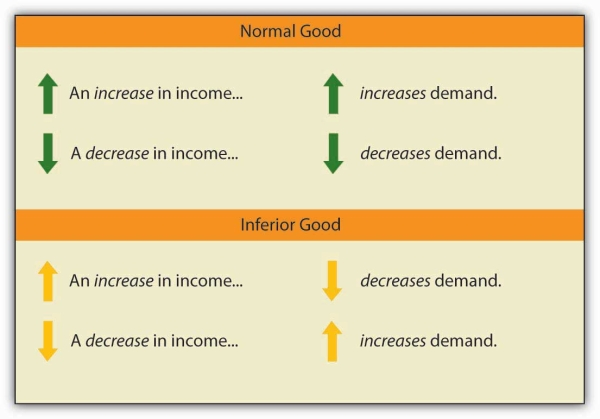 Normal Good
An increase in income... increases demand.
A decrease in income... decreases demand.
Inferior Good
An increase in income... decreases demand.
A decrease in income... increases demand.